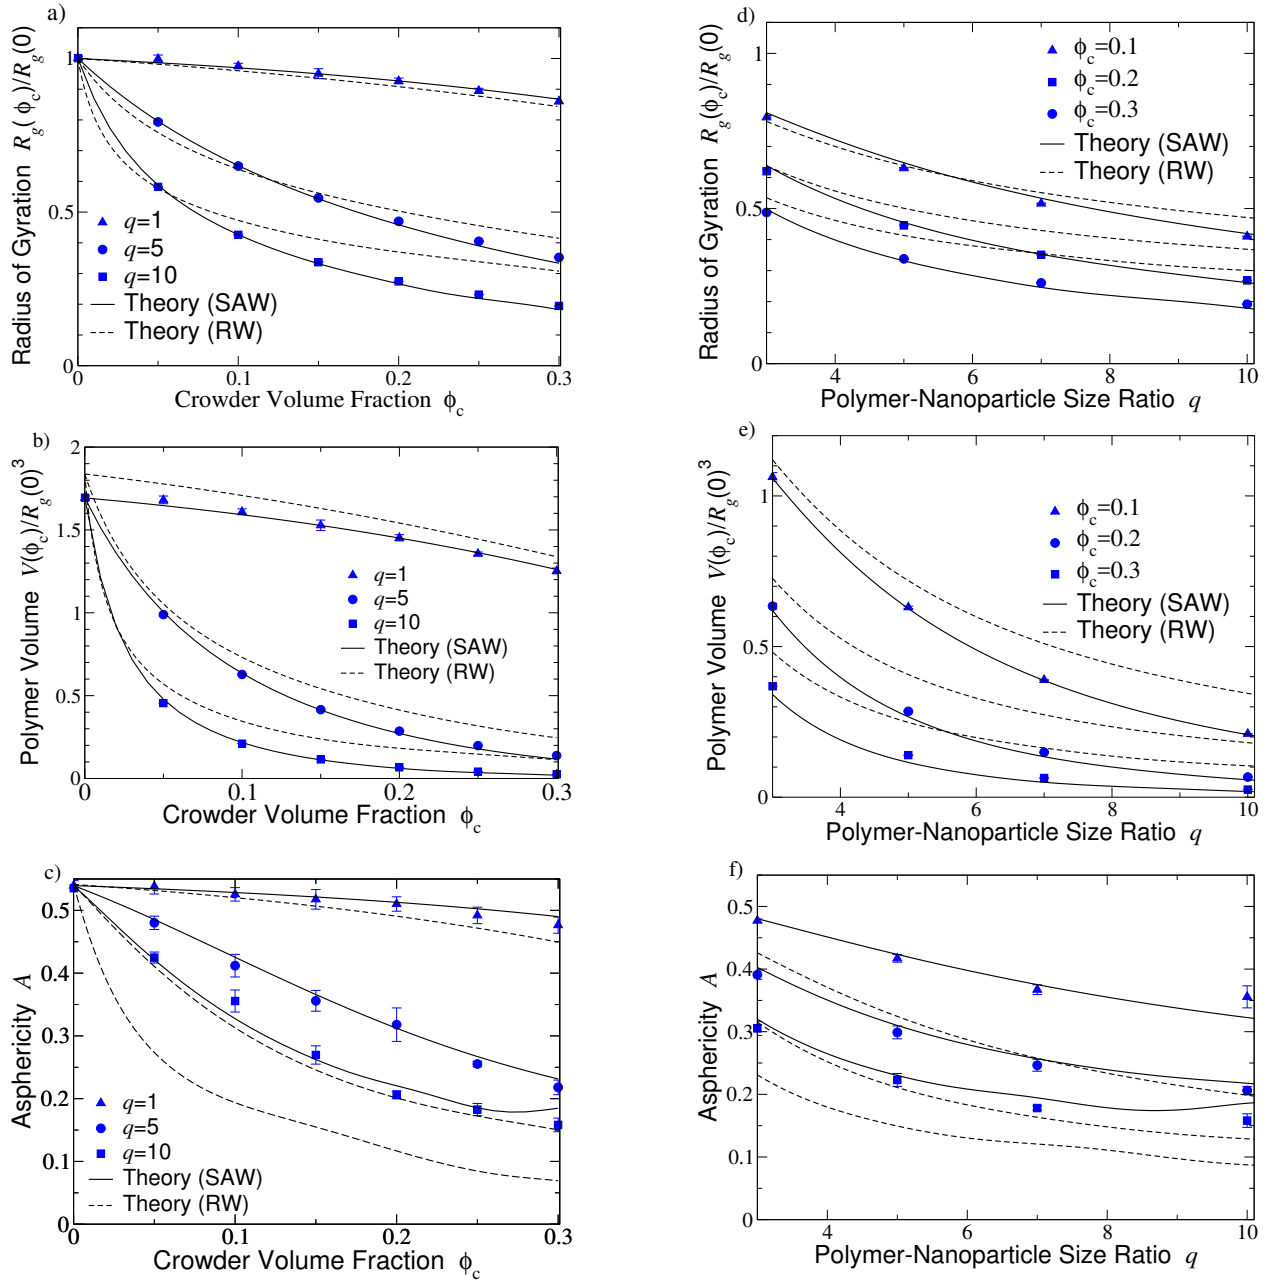 a)
Radius of Gyration R_g(ϕ_c)/R_g(0)
1
0.5
0
q=1
q=5
q=10
Theory (SAW)
Theory (RW)
0 0.1 0.2 0.3
Crowder Volume Fraction ϕ_c
d)
Radius of Gyration R_g(ϕ_c)/R_g(0)
1
0.5
0
ϕ_c=0.1
ϕ_c=0.2
ϕ_c=0.3
Theory (SAW)
Theory (RW)
4 6 8 10
Polymer-Nanoparticle Size Ratio q
b)
Polymer Volume V(ϕ_c)/R_g(0)^3
2
1.5
1
0.5
0
q=1
q=5
q=10
Theory (SAW)
Theory (RW)
0 0.1 0.2 0.3
Crowder Volume Fraction ϕ_c
e)
Polymer Volume V(ϕ_c)/R_g(0)^3
1
0.5
0
ϕ_c=0.1
ϕ_c=0.2
ϕ_c=0.3
Theory (SAW)
Theory (RW)
4 6 8 10
Polymer-Nanoparticle Size Ratio q
c)
Asphericity A
0.5
0.4
0.3
0.2
0.1
0
q=1
q=5
q=10
Theory (SAW)
Theory (RW)
0 0.1 0.2 0.3
Crowder Volume Fraction ϕ_c
f)
Asphericity A
0.5
0.4
0.3
0.2
0.1
0
4 6 8 10
Polymer-Nanoparticle Size Ratio q